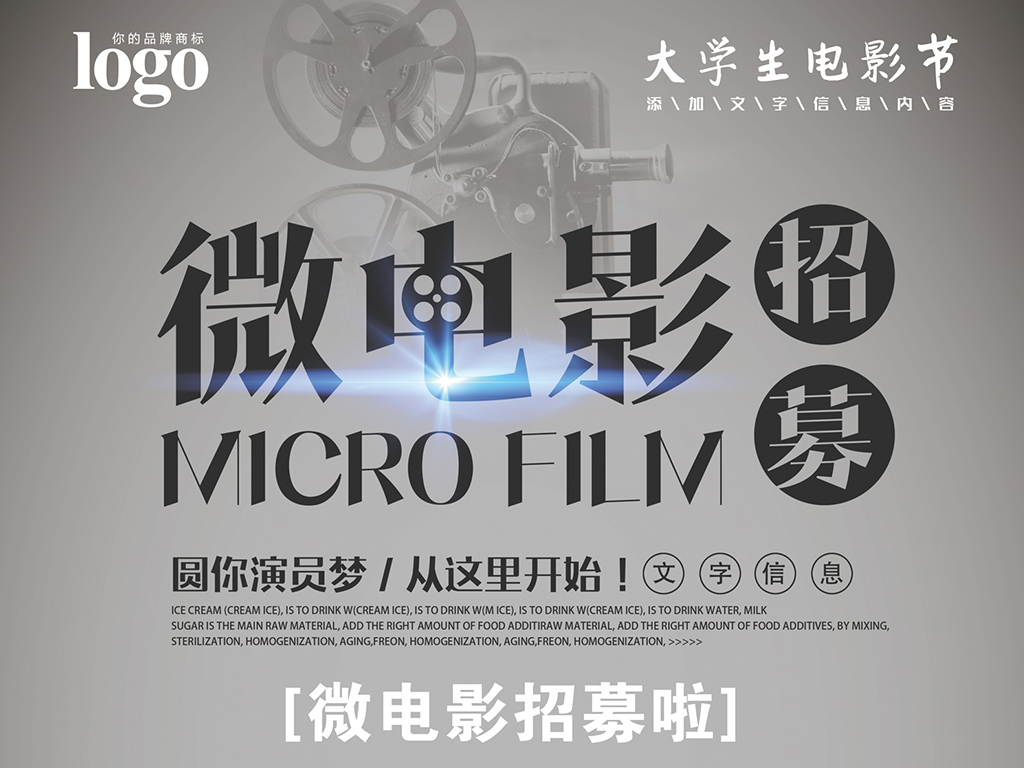 你的品牌商标
logo
大学生电影节
添\加\文\字\信\息\内\容
微电影招募
MICRO FILM
圆你演员梦 / 从这里开始！文字信息
ICE CREAM (CREAM ICE), IS TO DRINK W(CREAM ICE), IS TO DRINK W(M ICE), IS TO DRINK W(CREAM ICE), IS TO DRINK WATER, MILK
SUGAR IS THE MAIN RAW MATERIAL, ADD THE RIGHT AMOUNT OF FOOD ADDITIRAW MATERIAL, ADD THE RIGHT AMOUNT OF FOOD ADDITIVES, BY MIXING,
STERILIZATION, HOMOGENIZATION, AGING,FREON, HOMOGENIZATION, AGING,FREON, HOMOGENIZATION, >>>>>
[微电影招募啦]